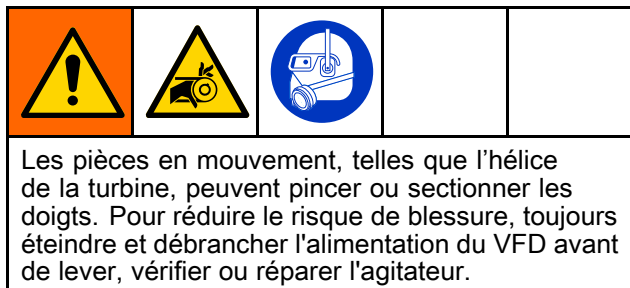 Les pièces en mouvement, telles que l’hélice
de la turbine, peuvent pincer ou sectionner les
doigts. Pour réduire le risque de blessure, toujours
éteindre et débrancher l'alimentation du VFD avant
de lever, vérifier ou réparer l'agitateur.